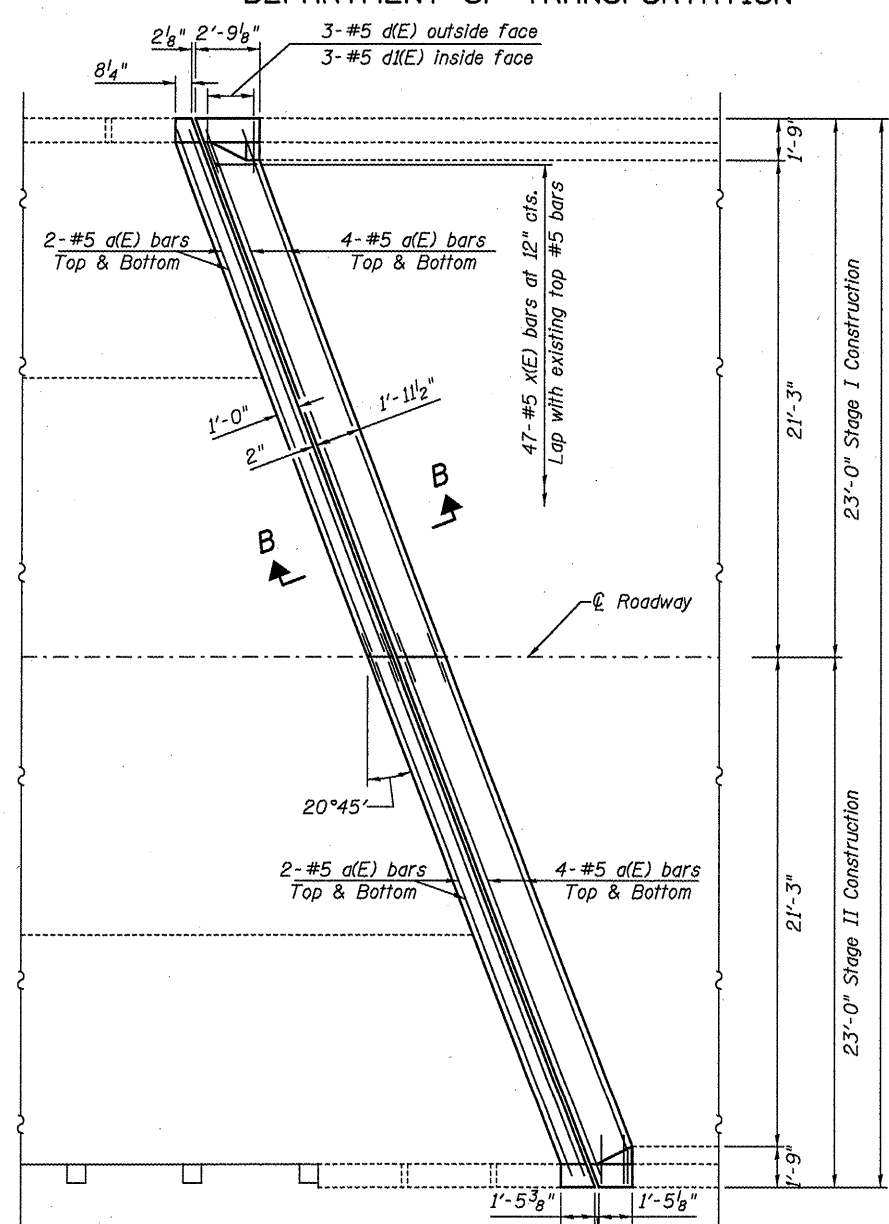 DEPARTMENT OF TRANSPORTATION
3-#5 d(E) outside face
3-#5 d1(E) inside face
2⅛" 2'-9⅛"
8¼"
1'-9"
2-#5 a(E) bars
Top & Bottom
4-#5 a(E) bars
Top & Bottom
47-#5 x(E) bars at 12" cts.
Lap with existing top #5 bars
21'-3"
23'-0" Stage I Construction
1'-0"
2"
1'-11½"
B
B
℄ Roadway
20°45'
2-#5 a(E) bars
Top & Bottom
4-#5 a(E) bars
Top & Bottom
21'-3"
23'-0" Stage II Construction
1'-9"
1'-5⅜" 1'-5⅛"